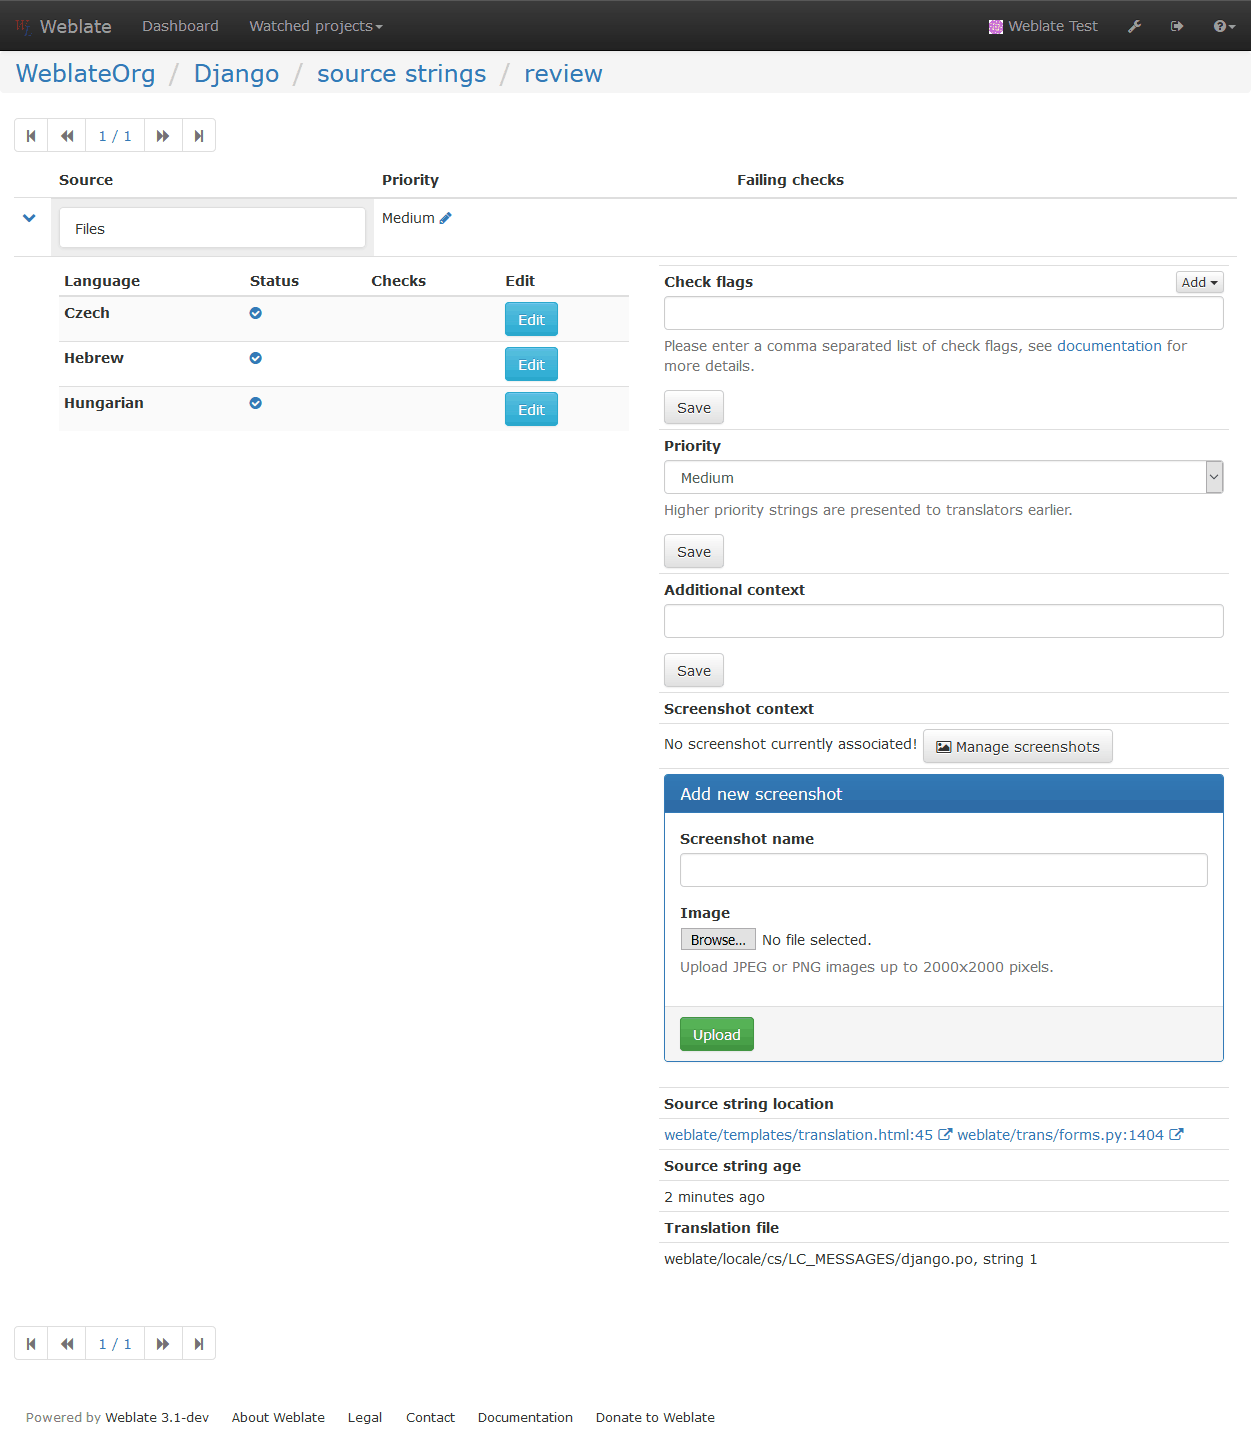 Weblate Dashboard Watched projects Weblate Test
WeblateOrg / Django / source strings / review
1 / 1
Source Priority Failing checks
Files Medium
Language Status Checks Edit
Czech Edit
Hebrew Edit
Hungarian Edit
Check flags Add
Please enter a comma separated list of check flags, see documentation for
more details.
Save
Priority
Medium
Higher priority strings are presented to translators earlier.
Save
Additional context
Save
Screenshot context
No screenshot currently associated! Manage screenshots
Add new screenshot
Screenshot name
Image
Browse... No file selected.
Upload JPEG or PNG images up to 2000x2000 pixels.
Upload
Source string location
weblate/templates/translation.html:45 weblate/trans/forms.py:1404
Source string age
2 minutes ago
Translation file
weblate/locale/cs/LC_MESSAGES/django.po, string 1
1 / 1
Powered by Weblate 3.1-dev About Weblate Legal Contact Documentation Donate to Weblate